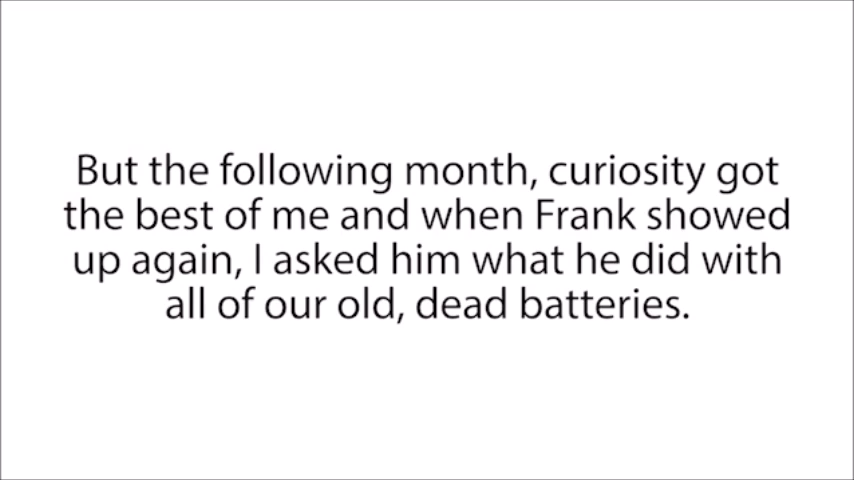 But the following month, curiosity got
the best of me and when Frank showed
up again, I asked him what he did with
all of our old, dead batteries.